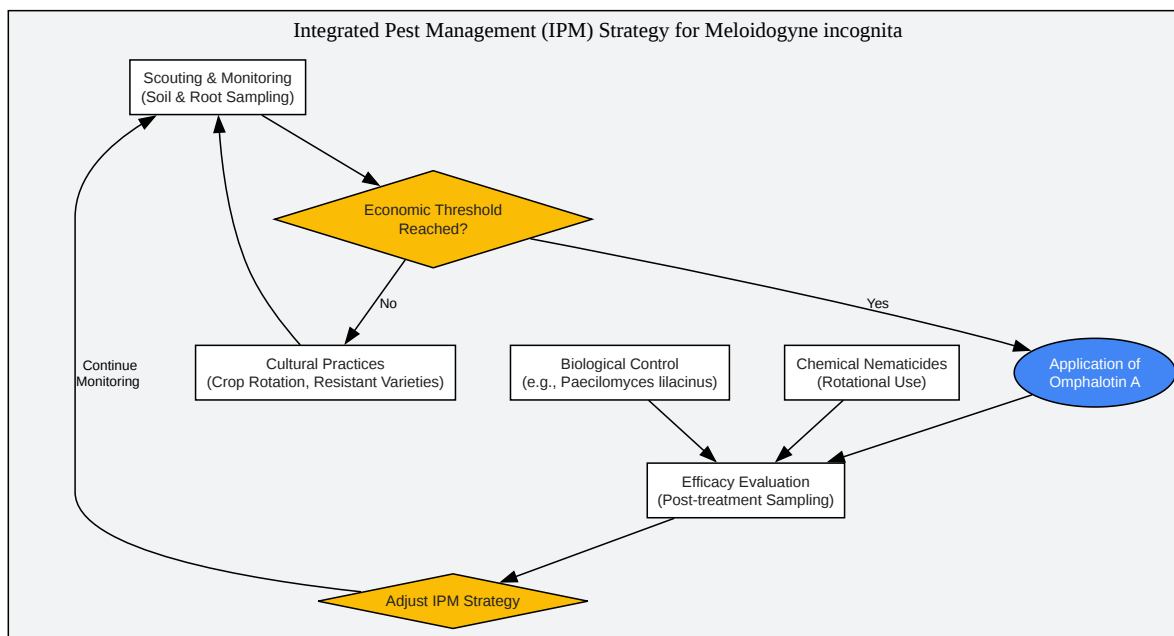 Integrated Pest Management (IPM) Strategy for Meloidogyne incognita
Scouting & Monitoring
(Soil & Root Sampling)
Economic Threshold
Reached?
No
Yes
Cultural Practices
(Crop Rotation, Resistant Varieties)
Biological Control
(e.g., Paecilomyces lilacinus)
Chemical Nematicides
(Rotational Use)
Application of
Omphalotin A
Continue
Monitoring
Efficacy Evaluation
(Post-treatment Sampling)
Adjust IPM Strategy